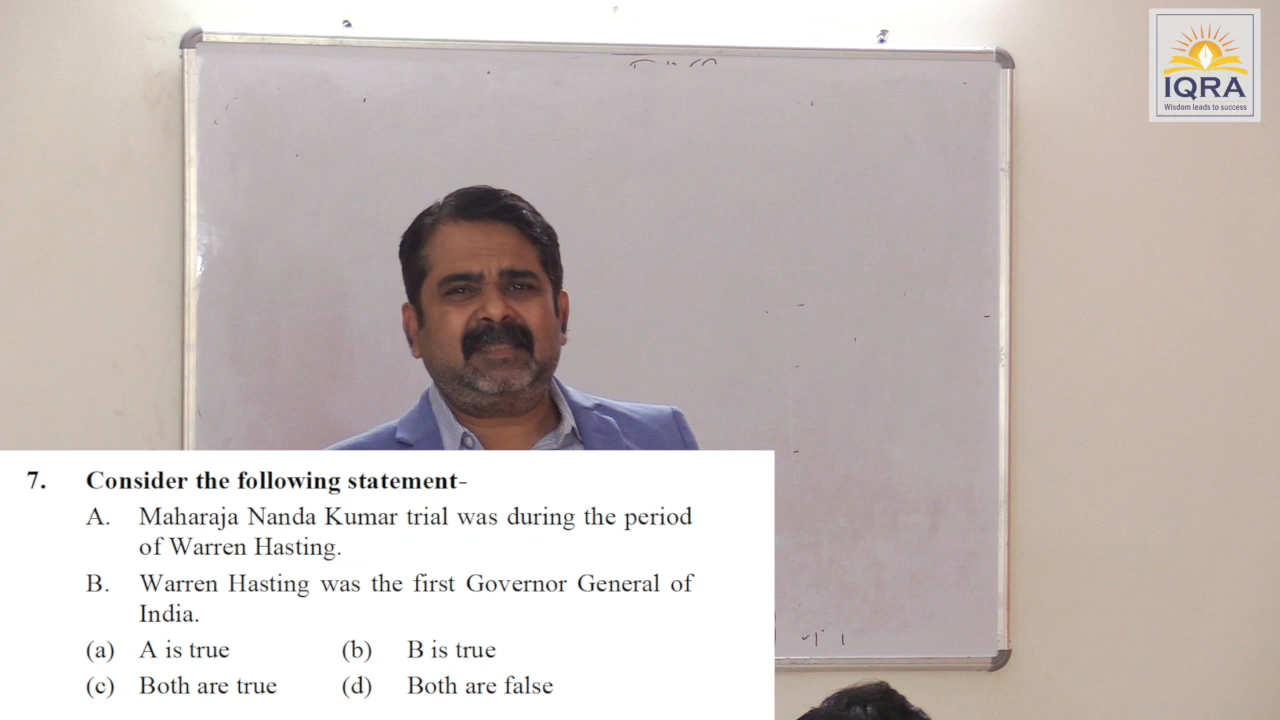 IQRA
Wisdom leads to success
7. Consider the following statement-
A. Maharaja Nanda Kumar trial was during the period
of Warren Hasting.
B. Warren Hasting was the first Governor General of
India.
(a) A is true (b) B is true
(c) Both are true (d) Both are false